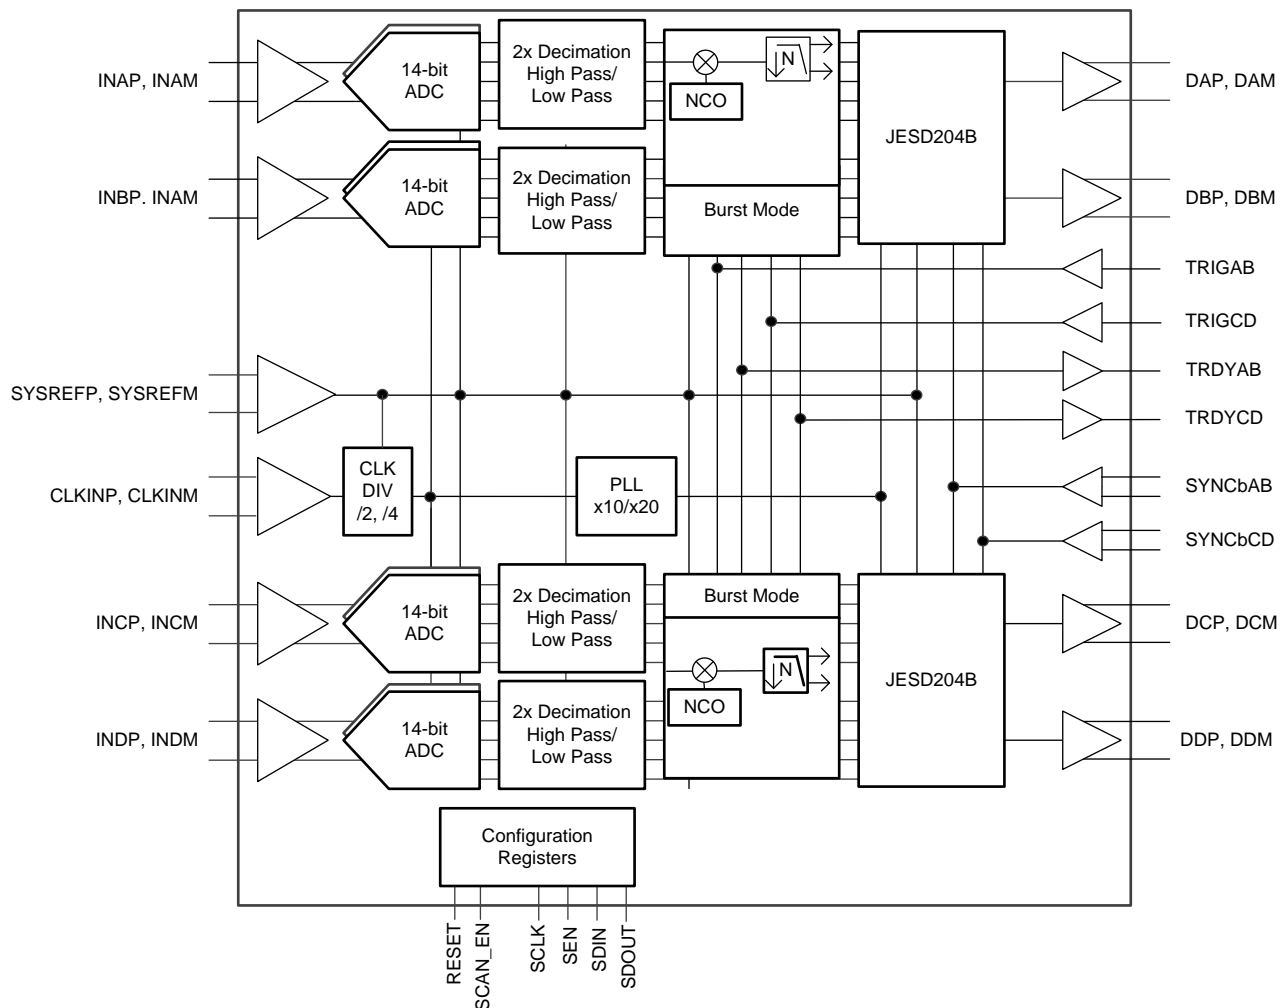 INAP, INAM
14-bit
ADC
2x Decimation
High Pass/
Low Pass
NCO
N
JESD204B
DAP, DAM
INBP. INAM
14-bit
ADC
2x Decimation
High Pass/
Low Pass
Burst Mode
DBP, DBM
TRIGAB
TRIGCD
TRDYAB
TRDYCD
SYSREFP, SYSREFM
CLKINP, CLKINM
CLK
DIV
/2, /4
PLL
x10/x20
SYNCbAB
SYNCbCD
INCP, INCM
14-bit
ADC
2x Decimation
High Pass/
Low Pass
Burst Mode
NCO
N
JESD204B
DCP, DCM
INDP, INDM
14-bit
ADC
2x Decimation
High Pass/
Low Pass
DDP, DDM
Configuration
Registers
RESET
SCAN_EN
SCLK
SEN
SDIN
SDOUT